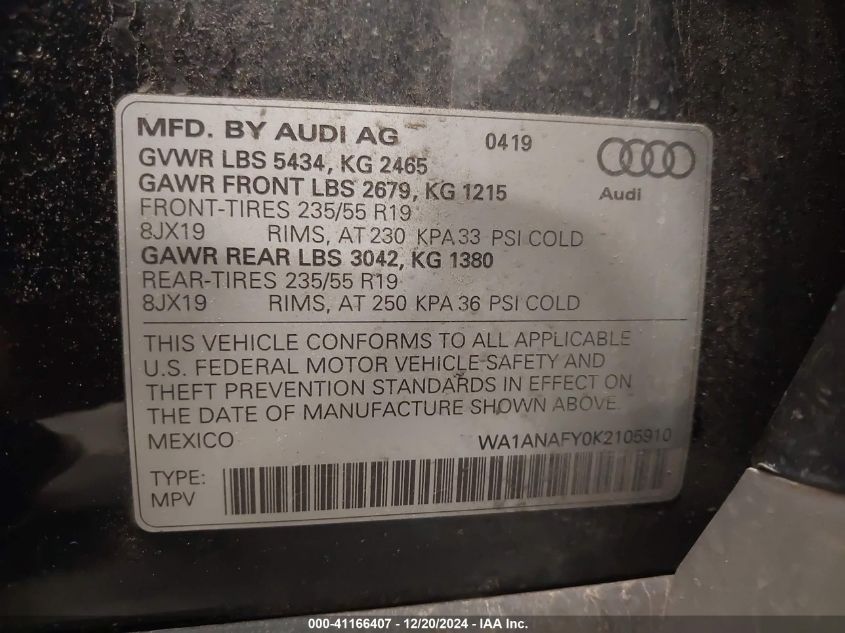 MFD. BY AUDI AG 0419
GVWR LBS 5434, KG 2465
GAWR FRONT LBS 2679, KG 1215
Audi
FRONT-TIRES 235/55 R19
8JX19 RIMS, AT 230 KPA 33 PSI COLD
GAWR REAR LBS 3042, KG 1380
REAR-TIRES 235/55 R19
8JX19 RIMS, AT 250 KPA 36 PSI COLD
THIS VEHICLE CONFORMS TO ALL APPLICABLE
U.S. FEDERAL MOTOR VEHICLE SAFETY AND
THEFT PREVENTION STANDARDS IN EFFECT ON
THE DATE OF MANUFACTURE SHOWN ABOVE.
MEXICO WA1ANAFY0K2105910
TYPE:
MPV
000-41166407 - 12/20/2024 - IAA Inc.